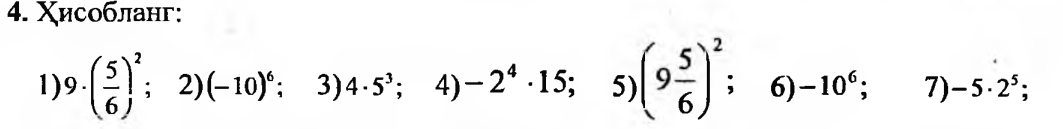 4. Ҳисобланг:
1) 9·(5/6)²; 2) (−10)⁶; 3) 4·5³; 4) −2⁴·15; 5) (9 5/6)²; 6) −10⁶; 7) −5·2⁵;